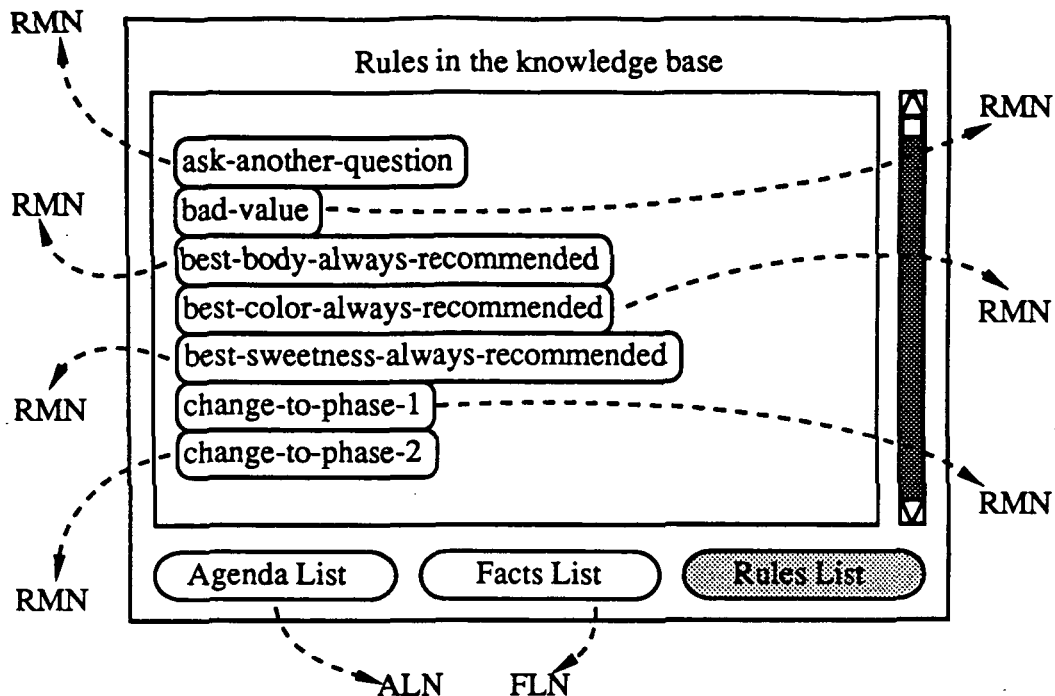 RMN
Rules in the knowledge base
RMN
ask-another-question
RMN
bad-value
best-body-always-recommended
best-color-always-recommended
RMN
best-sweetness-always-recommended
RMN
change-to-phase-1
change-to-phase-2
RMN
Agenda List
Facts List
Rules List
RMN
ALN
FLN